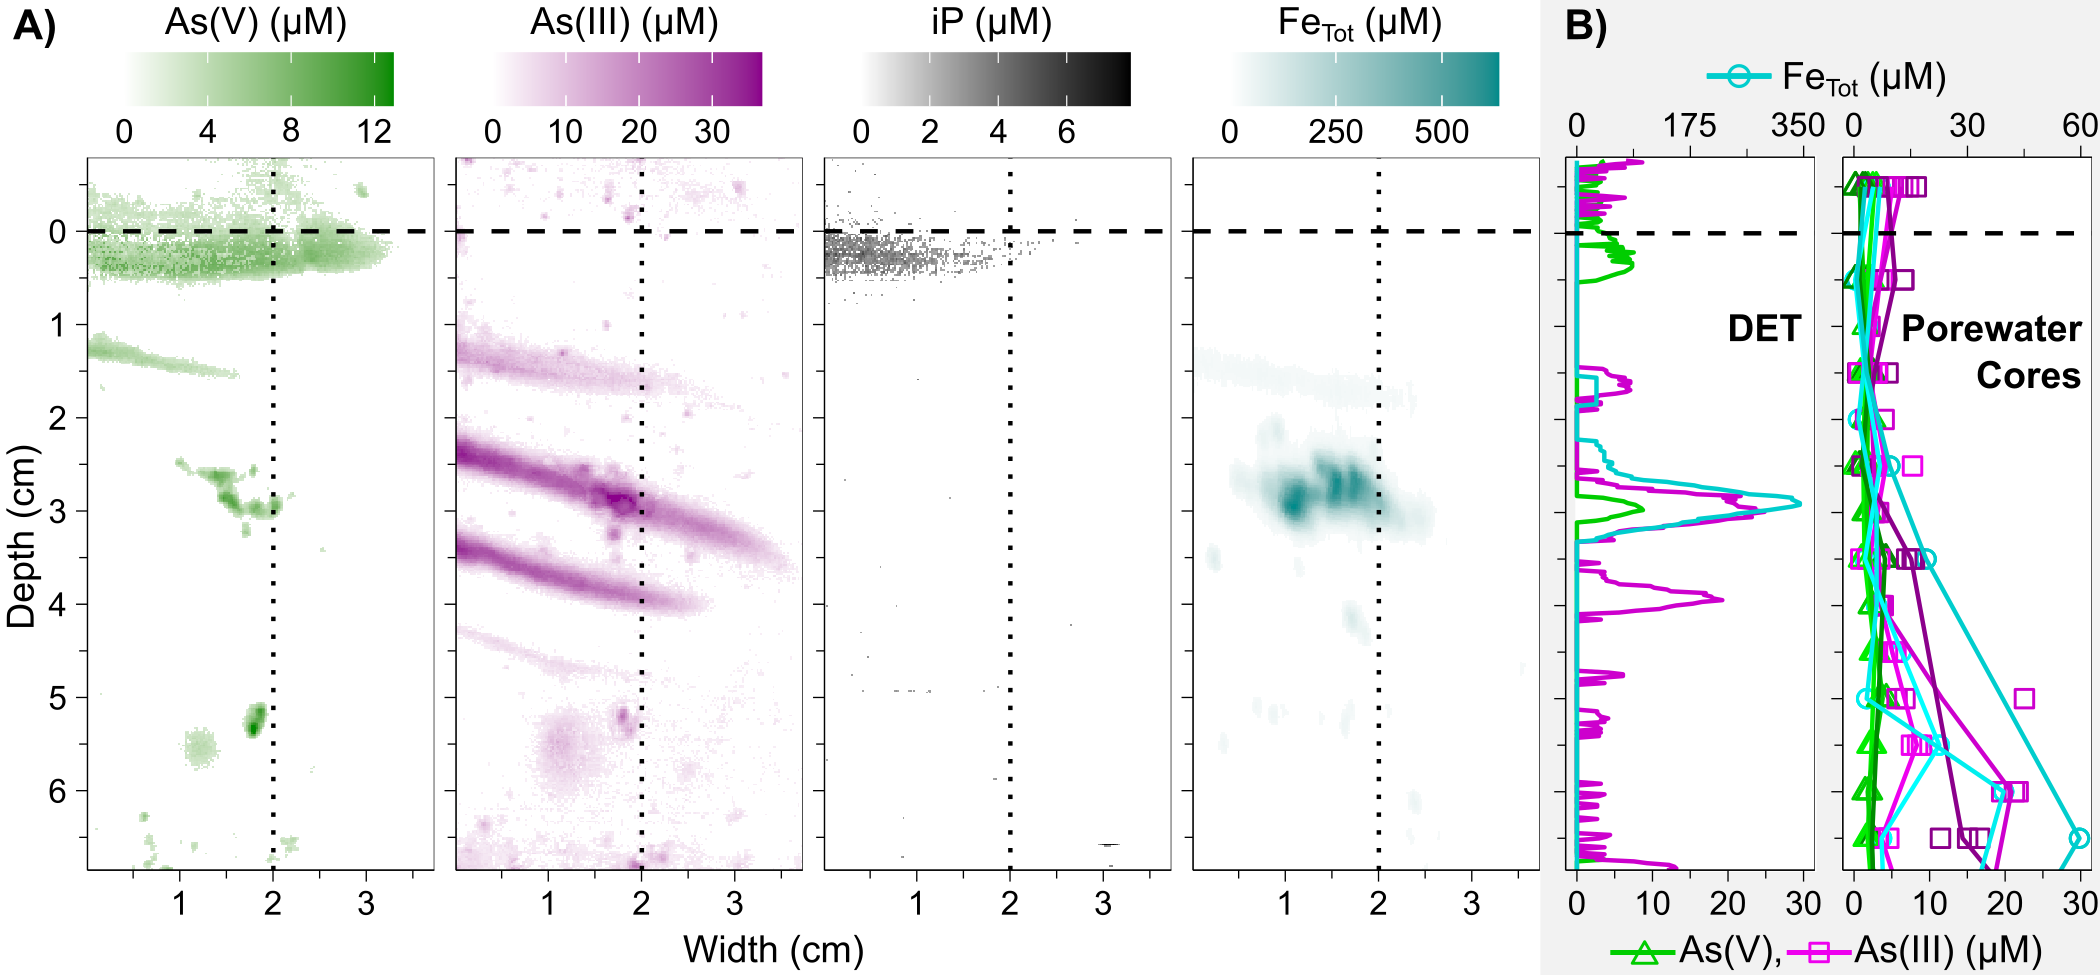 A)
As(V) (µM)
As(III) (µM)
iP (µM)
FeTot (µM)
B)
FeTot (µM)
0 4 8 12
0 10 20 30
0 2 4 6
0 250 500
0 175 350
0 30 60
Depth (cm)
0
1
2
3
4
5
6
DET
Porewater
Cores
1 2 3
1 2 3
1 2 3
1 2 3
0 10 20 30
0 10 20 30
Width (cm)
As(V), As(III) (µM)